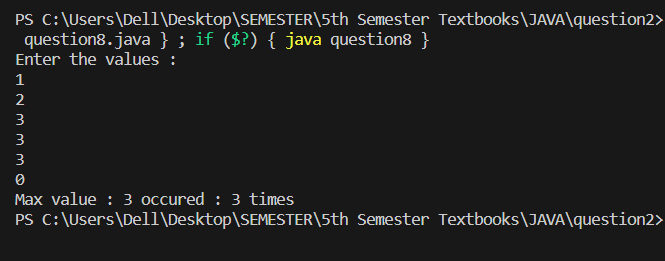 PS C:\Users\Dell\Desktop\SEMESTER\5th Semester Textbooks\JAVA\question2>
question8.java } ; if ($?) { java question8 }
Enter the values :
1
2
3
3
3
0
Max value : 3 occured : 3 times
PS C:\Users\Dell\Desktop\SEMESTER\5th Semester Textbooks\JAVA\question2>